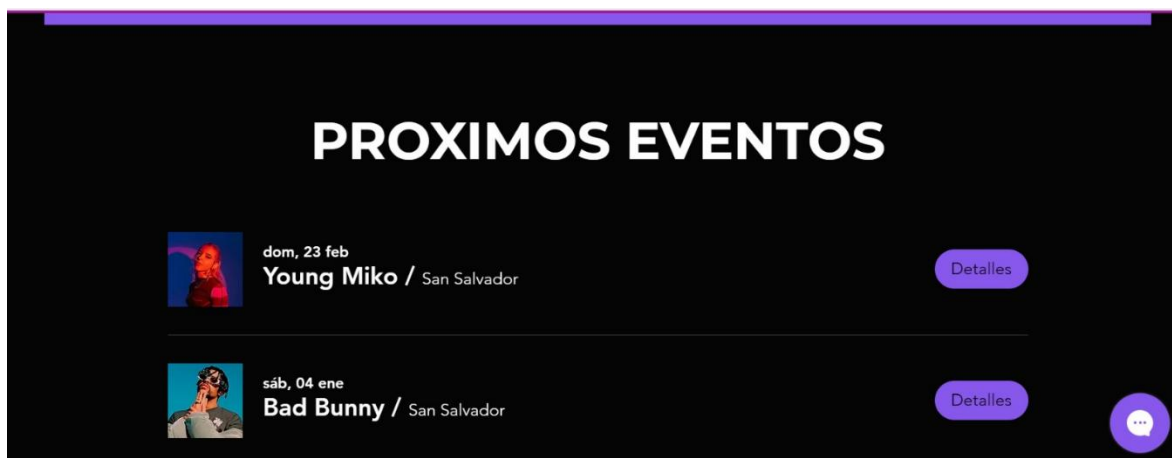 PROXIMOS EVENTOS
dom, 23 feb
Young Miko / San Salvador
Detalles
sáb, 04 ene
Bad Bunny / San Salvador
Detalles